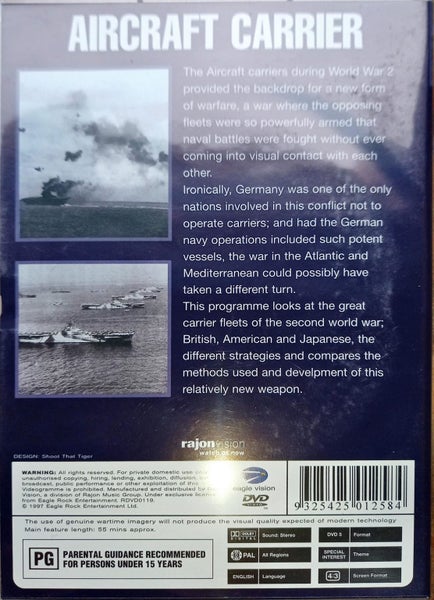 AIRCRAFT CARRIER
The Aircraft carriers during World War 2
provided the backdrop for a new form
of warfare, a war where the opposing
fleets were so powerfully armed that
naval battles were fought without ever
coming into visual contact with each
other.
Ironically, Germany was one of the only
nations involved in this conflict not to
operate carriers; and had the German
navy operations included such potent
vessels, the war in the Atlantic and
Mediterranean could possibly have
taken a different turn.
This programme looks at the great
carrier fleets of the second world war;
British, American and Japanese, the
different strategies and compares the
methods used and develpment of this
relatively new weapon.
DESIGN: Shoot That Tiger
rajonvision
watch us now
WARNING: All rights reserved. For private domestic use
unauthorised copying, hiring, lending, exhibition, diffusion,
broadcast, public performance or other exploitation of this
Videogramme is prohibited. Manufactured and distributed by
Vision, a division of Rajon Music Group. Under exclusive
from Eagle Rock Entertainment. RDVD0119.
© 1997 Eagle Rock Entertainment Ltd.
eagle vision
DVD
VIDEO
9 325425 012584
The use of genuine wartime imagery will not produce the visual quality expected of modern technology
Main feature length: 55 mins approx.
PG PARENTAL GUIDANCE RECOMMENDED
FOR PERSONS UNDER 15 YEARS
DOLBY DIGITAL Sound: Stereo DVD 5 Format
PAL All Regions SPECIAL INTEREST Theme
ENGLISH Language 4:3 Screen Format